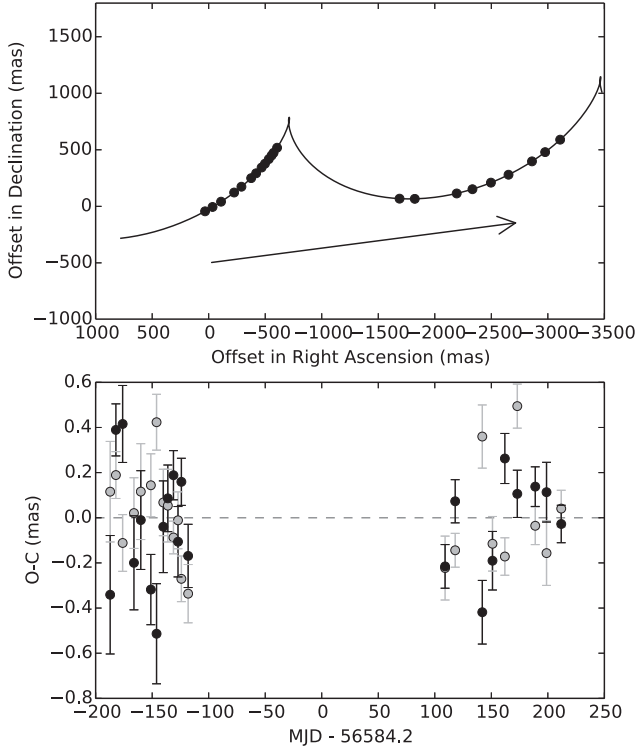 1500
1000
500
0
−500
−1000
Offset in Declination (mas)
1000 500 0 −500 −1000 −1500 −2000 −2500 −3000 −3500
Offset in Right Ascension (mas)
0.6
0.4
0.2
0.0
−0.2
−0.4
−0.6
−0.8
O-C (mas)
−200 −150 −100 −50 0 50 100 150 200 250
MJD - 56584.2